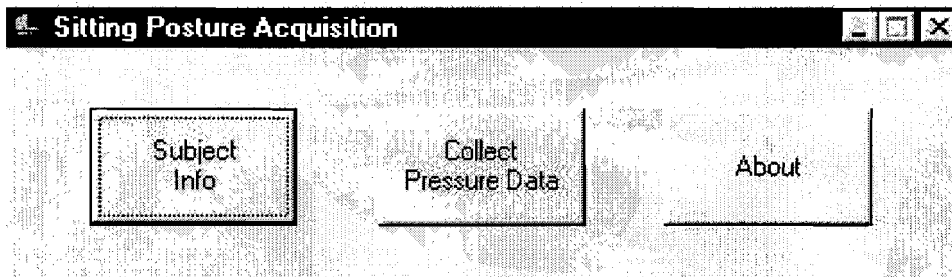 Sitting Posture Acquisition
Subject
Info
Collect
Pressure Data
About